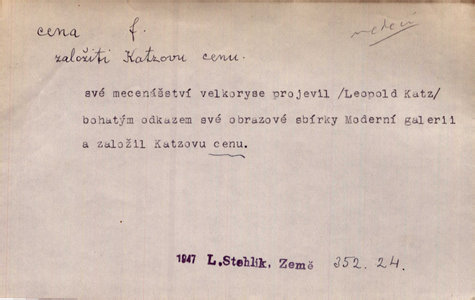 cena f.
založiti Katzovu cenu.
své mecenášství velkoryse projevil /Leopold Katz/
bohatým odkazem své obrazové sbírky Moderní galerii
a založil Katzovu cenu.
1947 L. Stehlík, Země 352. 24.